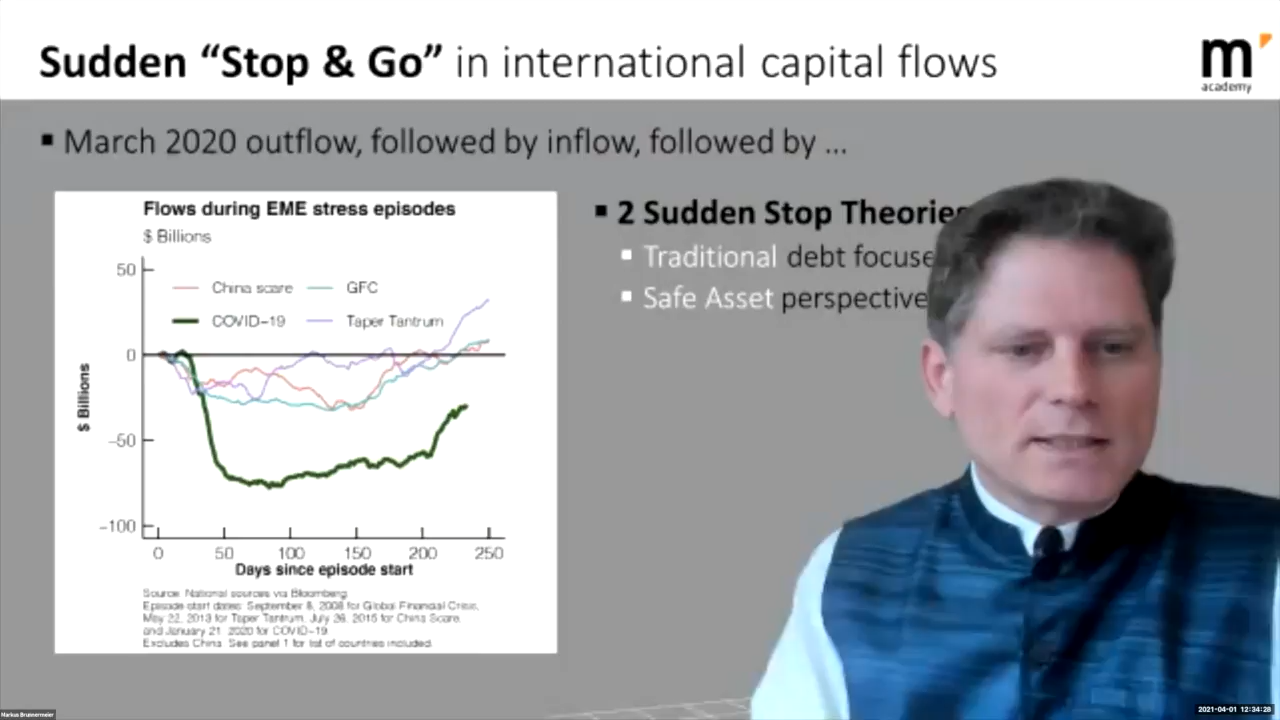 Sudden “Stop & Go” in international capital flows
m
academy
▪ March 2020 outflow, followed by inflow, followed by ...
Flows during EME stress episodes
$ Billions
50
0
−50
−100
$ Billions
China scare
GFC
COVID−19
Taper Tantrum
0 50 100 150 200 250
Days since episode start
Source: National sources via Bloomberg.
Episode start dates: September 8, 2008 for Global Financial Crisis,
May 22, 2013 for Taper Tantrum, July 26, 2015 for China Scare,
and January 21, 2020 for COVID−19.
Excludes China. See panel 1 for list of countries included.
▪ 2 Sudden Stop Theories
▪ Traditional debt focuse
▪ Safe Asset perspective
Markus Brunnermeier
2021-04-01 12:34:28